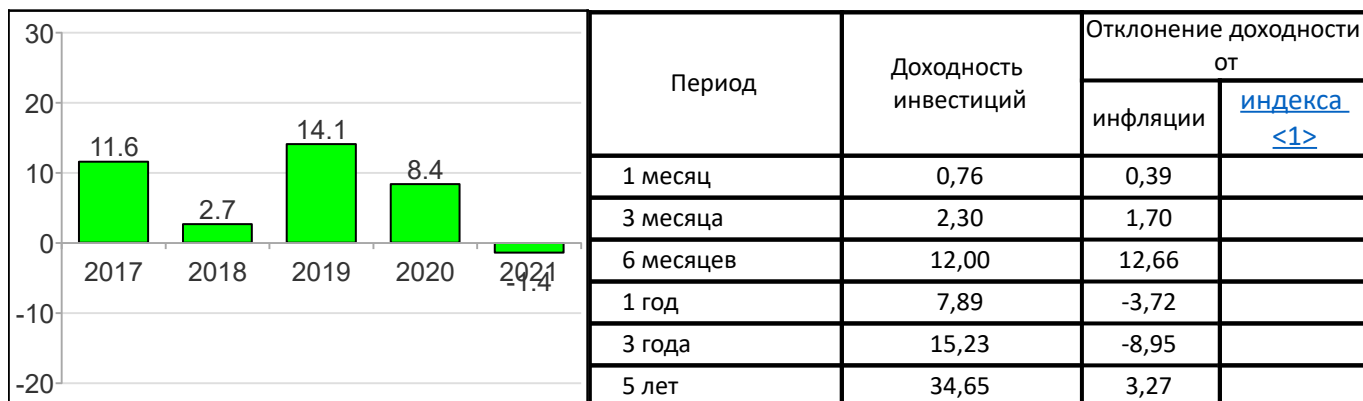 30
20
10
0
-10
-20
11.6
2.7
14.1
8.4
-1.4
2017 2018 2019 2020 2021
Период
Доходность
инвестиций
Отклонение доходности
от
инфляции
индекса
<1>
1 месяц 0,76 0,39
3 месяца 2,30 1,70
6 месяцев 12,00 12,66
1 год 7,89 -3,72
3 года 15,23 -8,95
5 лет 34,65 3,27